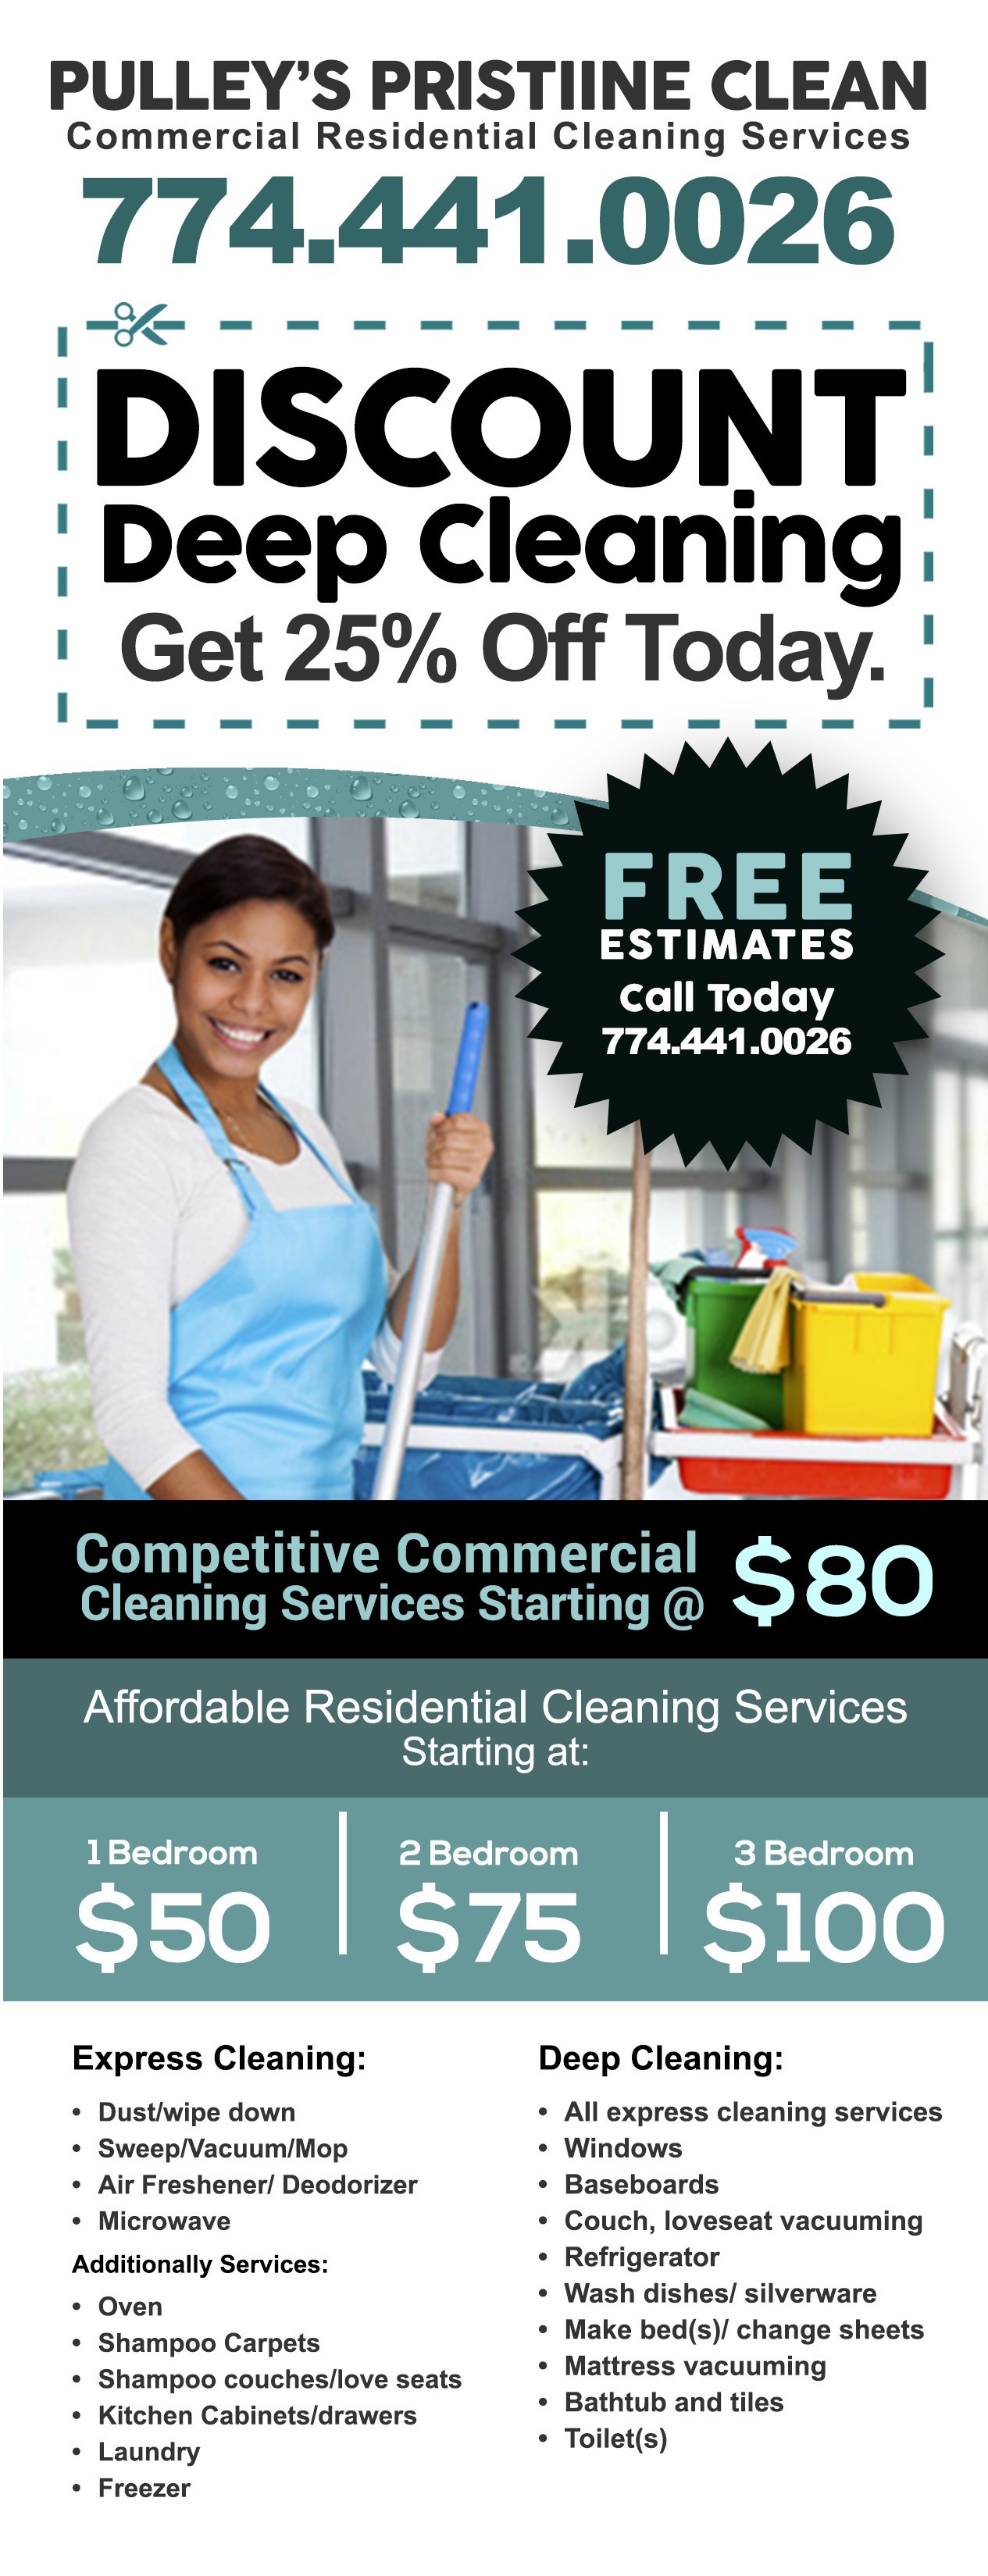 PULLEY'S PRISTIINE CLEAN
Commercial Residential Cleaning Services
774.441.0026
DISCOUNT
Deep Cleaning
Get 25% Off Today.
FREE
ESTIMATES
Call Today
774.441.0026
Competitive Commercial
Cleaning Services Starting @ $80
Affordable Residential Cleaning Services
Starting at:
1 Bedroom
$50
2 Bedroom
$75
3 Bedroom
$100
Express Cleaning:
• Dust/wipe down
• Sweep/Vacuum/Mop
• Air Freshener/ Deodorizer
• Microwave
Additionally Services:
• Oven
• Shampoo Carpets
• Shampoo couches/love seats
• Kitchen Cabinets/drawers
• Laundry
• Freezer
Deep Cleaning:
• All express cleaning services
• Windows
• Baseboards
• Couch, loveseat vacuuming
• Refrigerator
• Wash dishes/ silverware
• Make bed(s)/ change sheets
• Mattress vacuuming
• Bathtub and tiles
• Toilet(s)